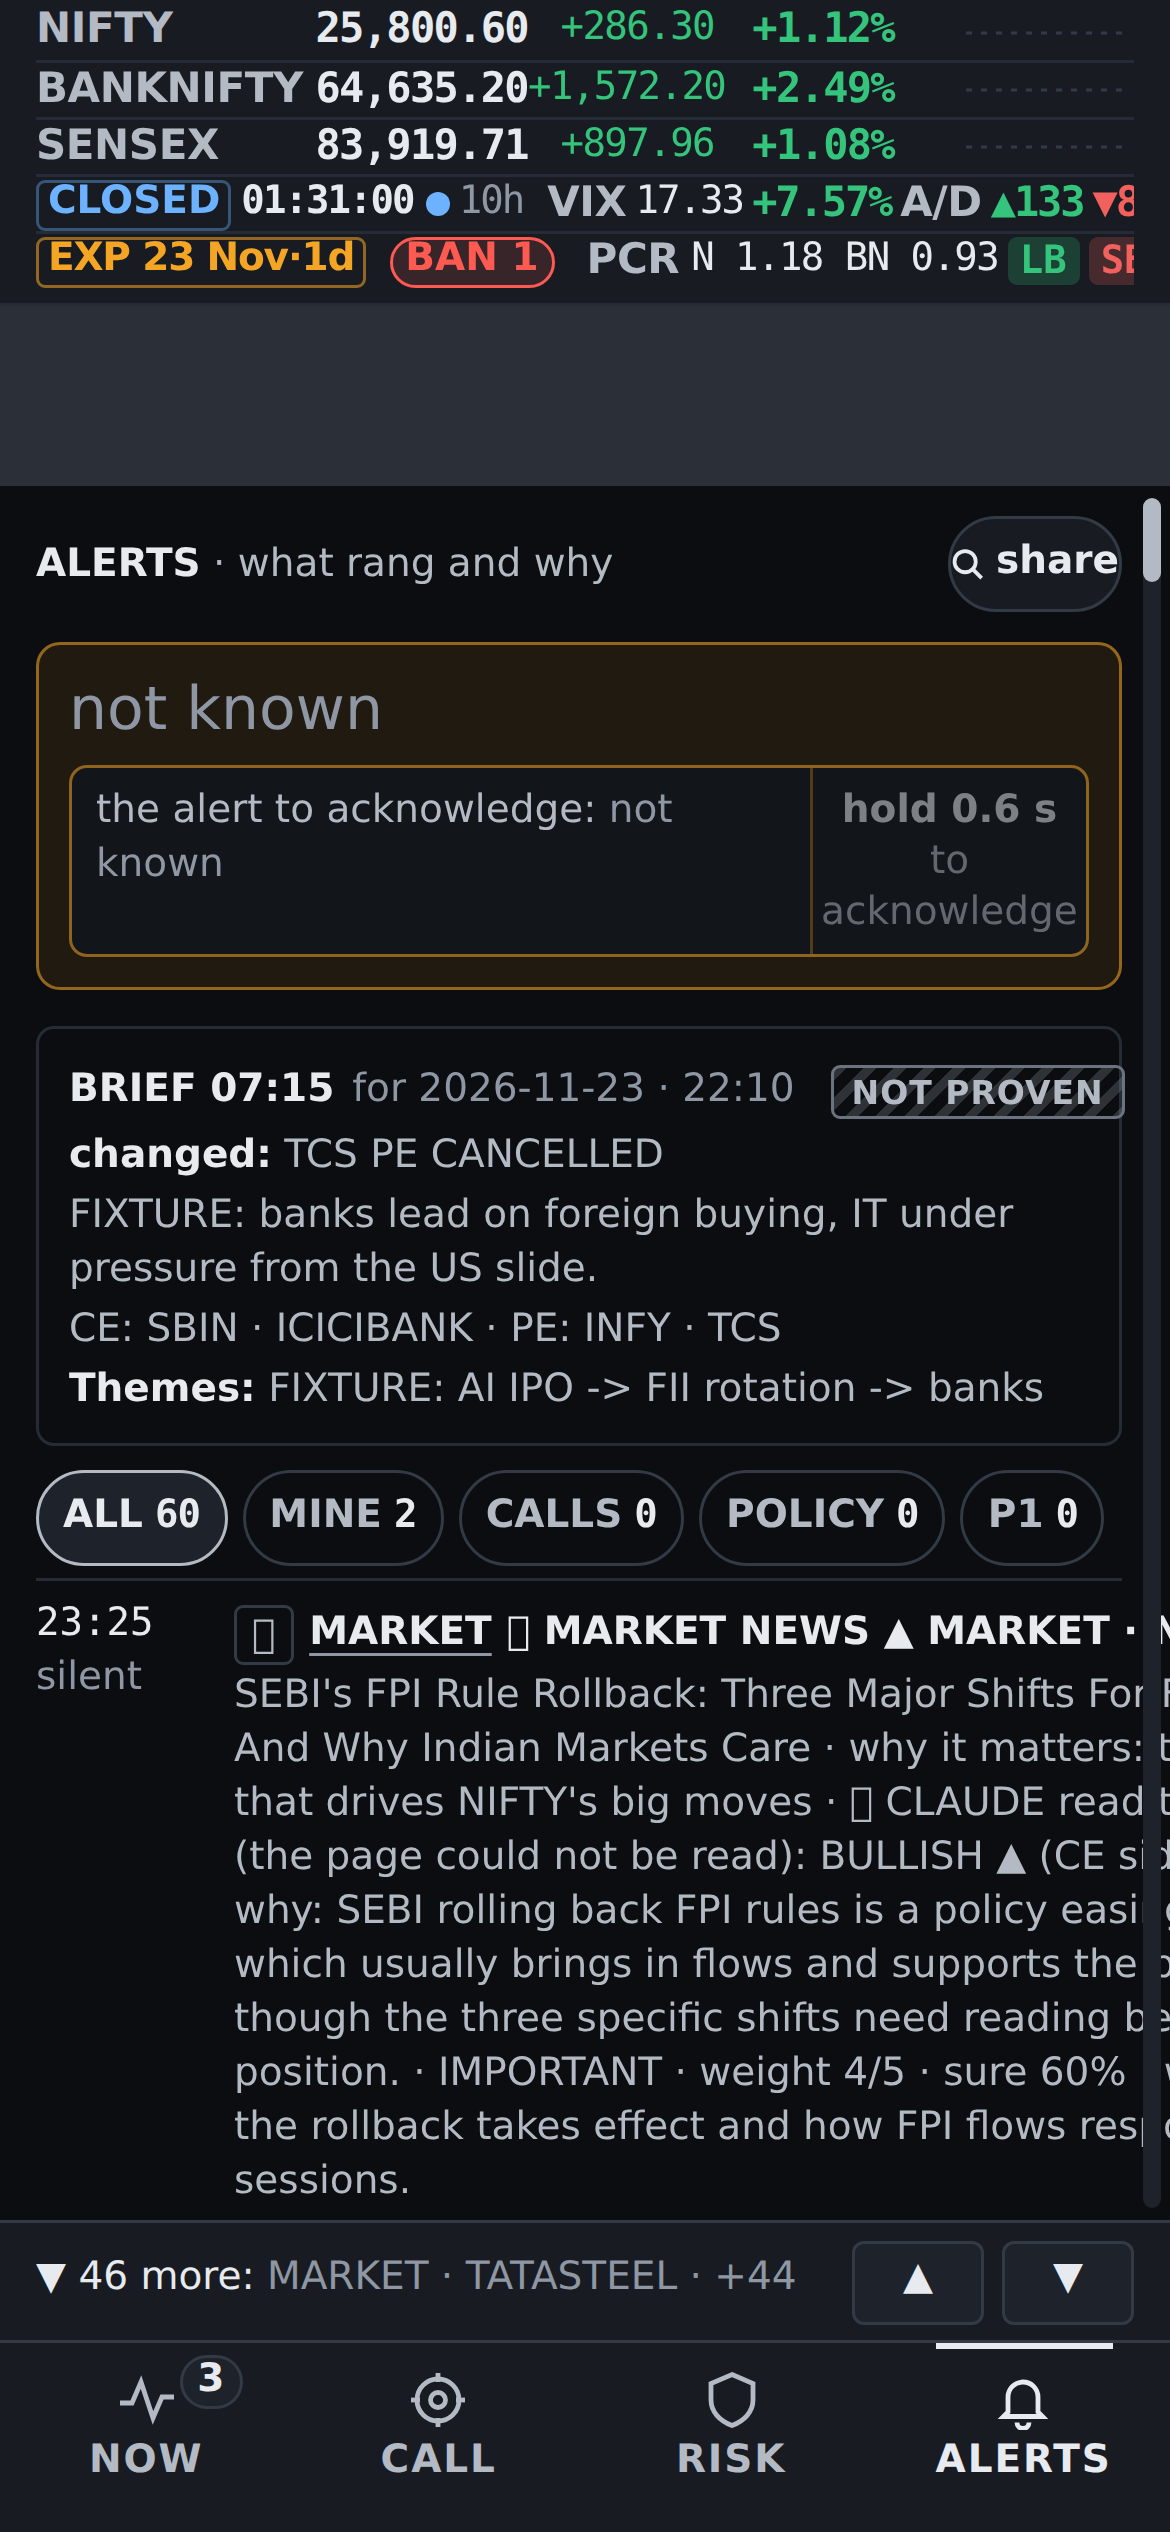 NIFTY 25,800.60 +286.30 +1.12%
BANKNIFTY 64,635.20 +1,572.20 +2.49%
SENSEX 83,919.71 +897.96 +1.08%
CLOSED 01:31:00 ● 10h VIX 17.33 +7.57% A/D ▲133 ▼8
EXP 23 Nov·1d BAN 1 PCR N 1.18 BN 0.93 LB
ALERTS · what rang and why share
not known
the alert to acknowledge: not
known
hold 0.6 s
to
acknowledge
BRIEF 07:15 for 2026-11-23 · 22:10 NOT PROVEN
changed: TCS PE CANCELLED
FIXTURE: banks lead on foreign buying, IT under
pressure from the US slide.
CE: SBIN · ICICIBANK · PE: INFY · TCS
Themes: FIXTURE: AI IPO -> FII rotation -> banks
ALL 60 MINE 2 CALLS 0 POLICY 0 P1 0
23:25 MARKET MARKET NEWS ▲ MARKET ·
silent
SEBI's FPI Rule Rollback: Three Major Shifts For
And Why Indian Markets Care · why it matters:
that drives NIFTY's big moves · CLAUDE read
(the page could not be read): BULLISH ▲ (CE
why: SEBI rolling back FPI rules is a policy
which usually brings in flows and supports the
though the three specific shifts need reading
position. · IMPORTANT · weight 4/5 · sure 60%
the rollback takes effect and how FPI flows
sessions.
▼ 46 more: MARKET · TATASTEEL · +44 ▲ ▼
3
NOW CALL RISK ALERTS